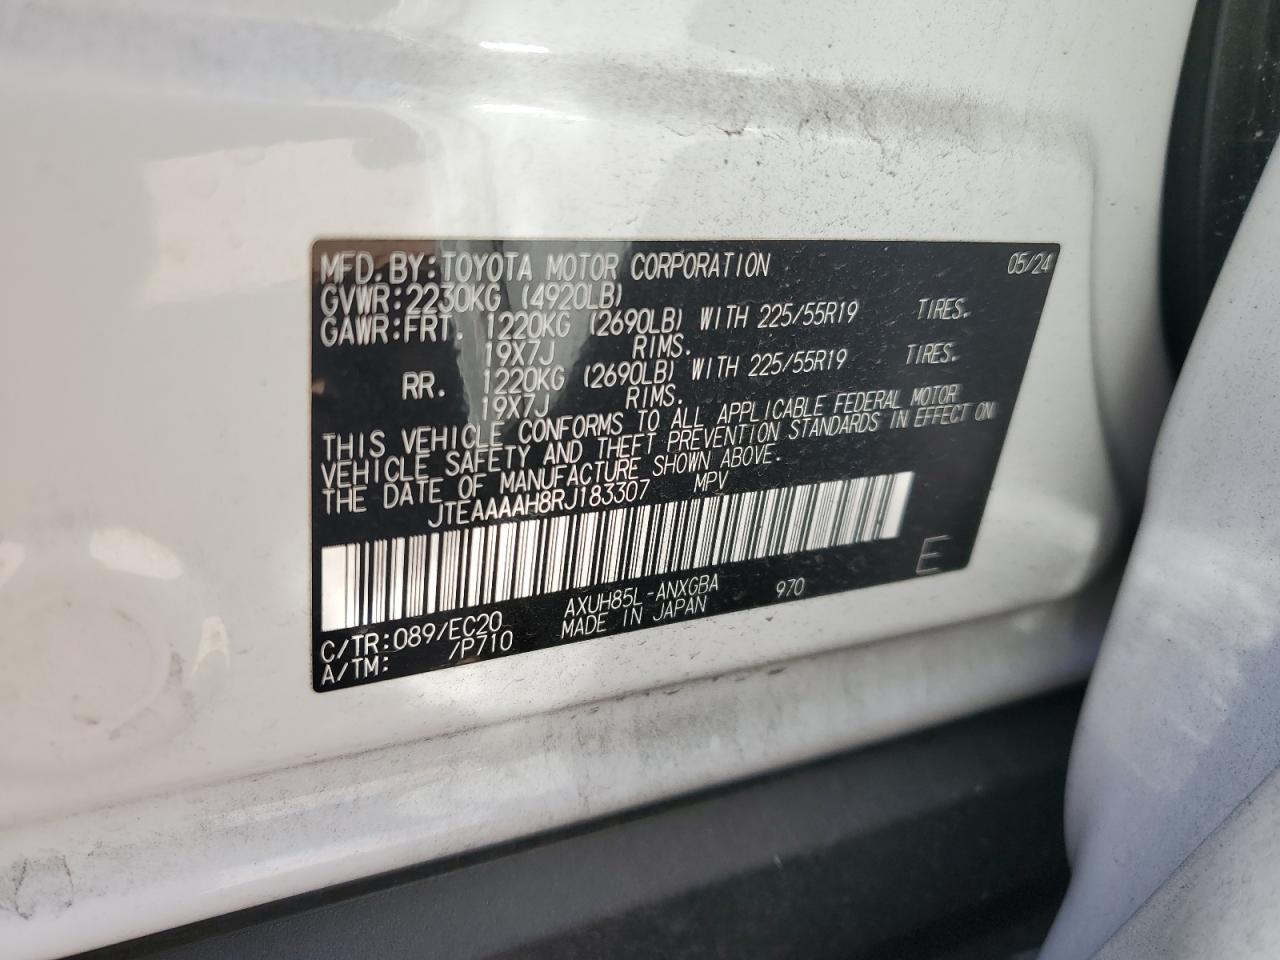 MFD. BY: TOYOTA MOTOR CORPORATION 05/24
GVWR: 2230KG (4920LB)
GAWR: FRT. 1220KG (2690LB) WITH 225/55R19 TIRES.
19X7J RIMS.
RR. 1220KG (2690LB) WITH 225/55R19 TIRES.
19X7J RIMS.
THIS VEHICLE CONFORMS TO ALL APPLICABLE FEDERAL MOTOR
VEHICLE SAFETY AND THEFT PREVENTION STANDARDS IN EFFECT ON
THE DATE OF MANUFACTURE SHOWN ABOVE.
JTEAAAAH8RJ183307 MPV
E
C/TR: 089/EC20 AXUH85L-ANXGBA 970
A/TM: /P710 MADE IN JAPAN